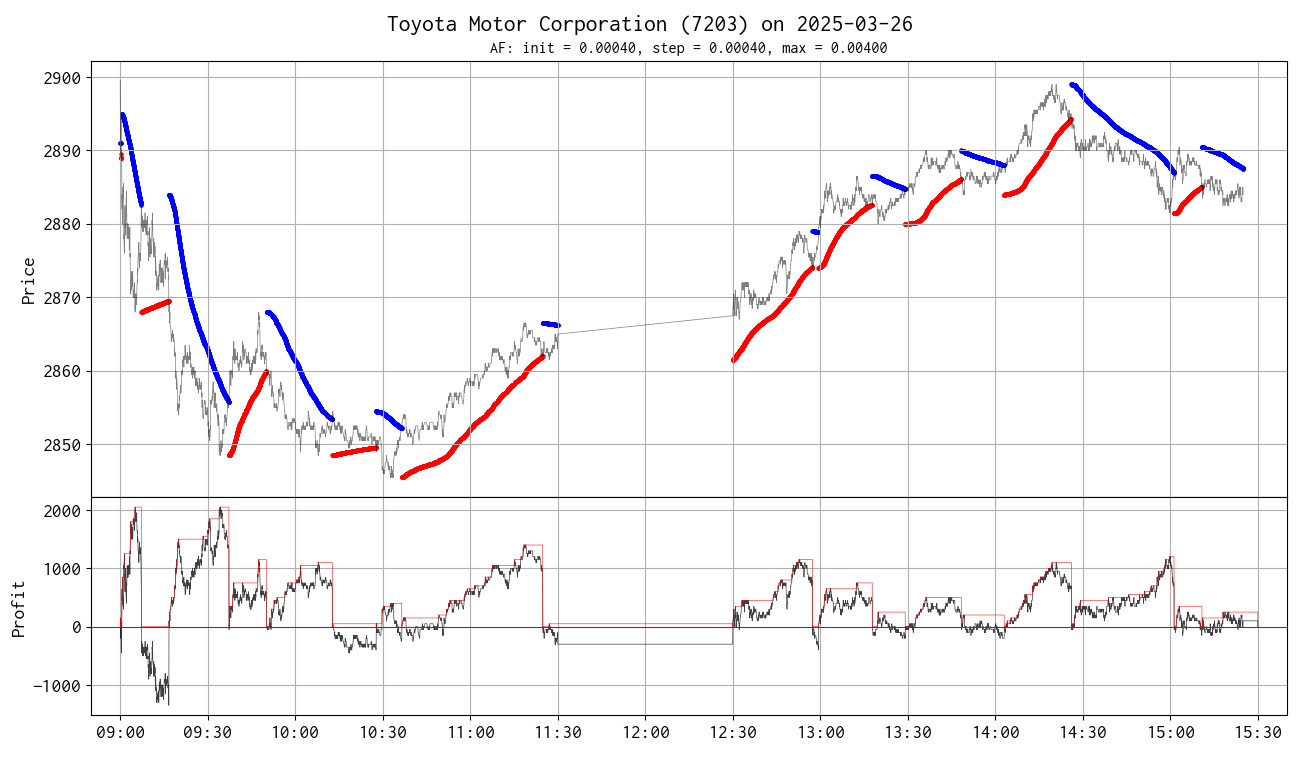 Toyota Motor Corporation (7203) on 2025-03-26
AF: init = 0.00040, step = 0.00040, max = 0.00400
2900
2890
2880
2870
2860
2850
Price
2000
1000
0
−1000
Profit
09:00 09:30 10:00 10:30 11:00 11:30 12:00 12:30 13:00 13:30 14:00 14:30 15:00 15:30